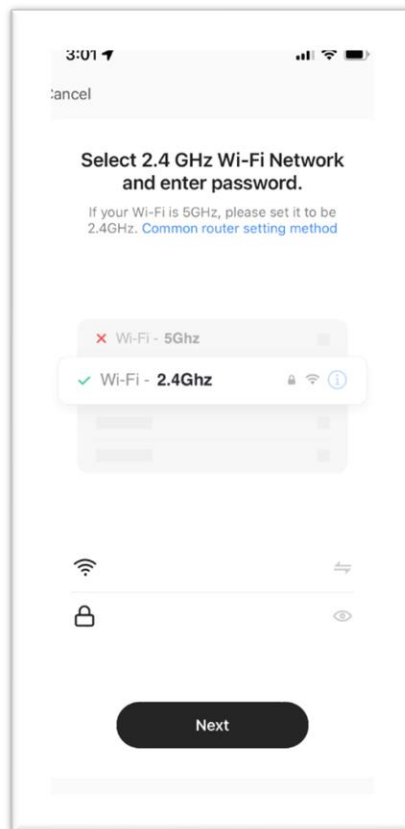 3:01
Cancel
Select 2.4 GHz Wi-Fi Network
and enter password.
If your Wi-Fi is 5GHz, please set it to be
2.4GHz. Common router setting method
Wi-Fi - 5Ghz
Wi-Fi - 2.4Ghz
Next